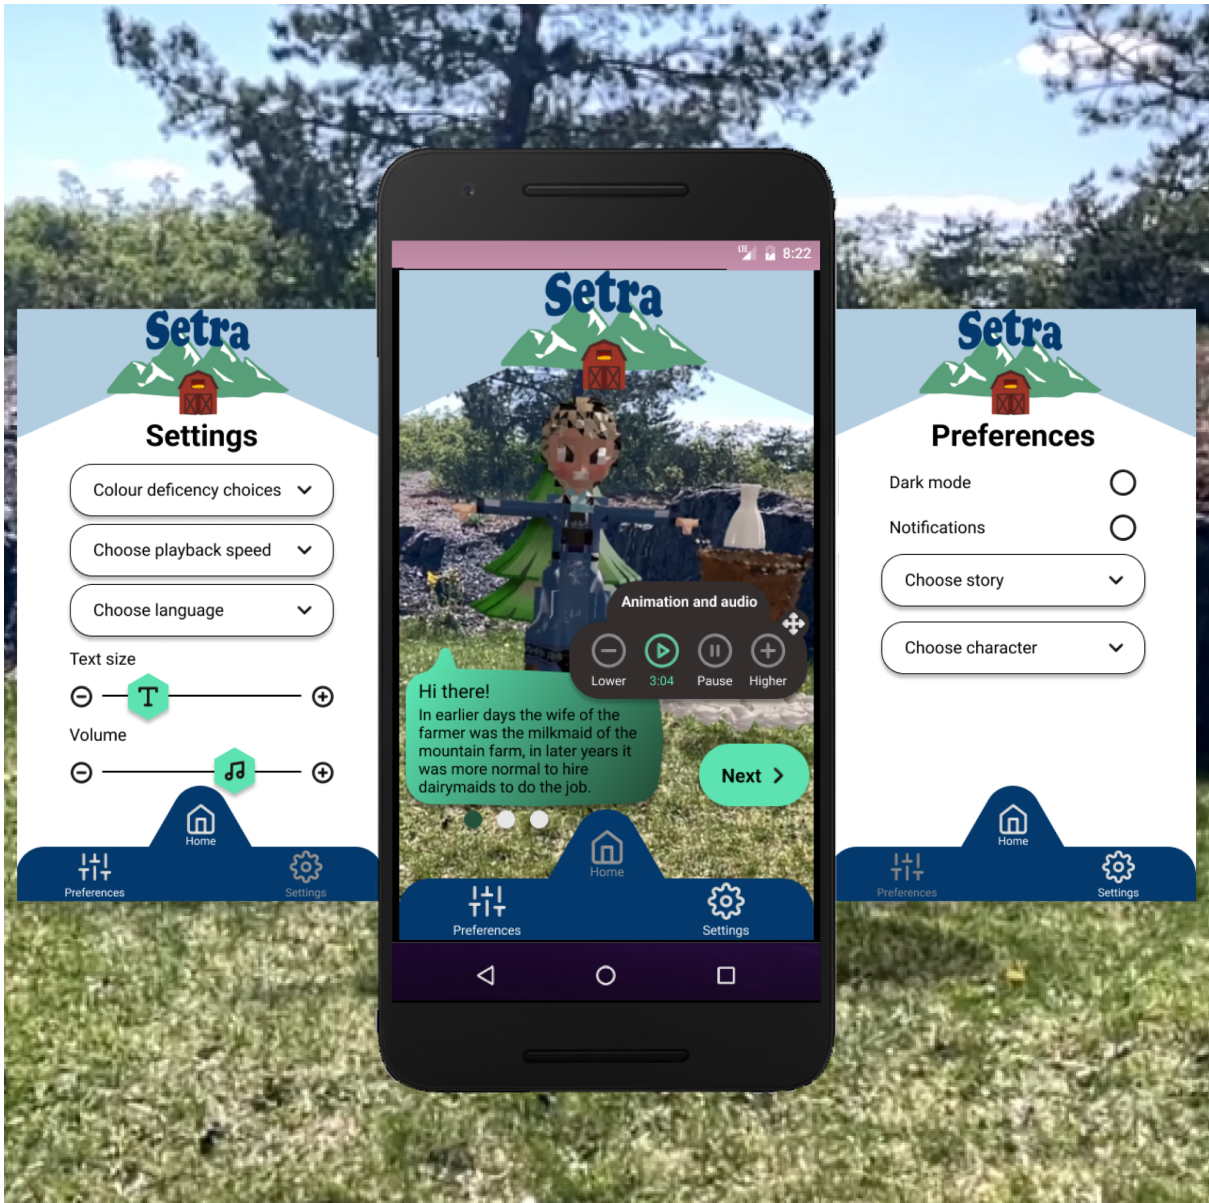 Setra
Settings
Colour deficency choices
Choose playback speed
Choose language
Text size
T
Volume
Home
Preferences
Settings
LTE
8:22
Setra
Animation and audio
Lower
3:04
Pause
Higher
Hi there!
In earlier days the wife of the
farmer was the milkmaid of the
mountain farm, in later years it
was more normal to hire
dairymaids to do the job.
Next
Home
Preferences
Settings
Setra
Preferences
Dark mode
Notifications
Choose story
Choose character
Home
Preferences
Settings